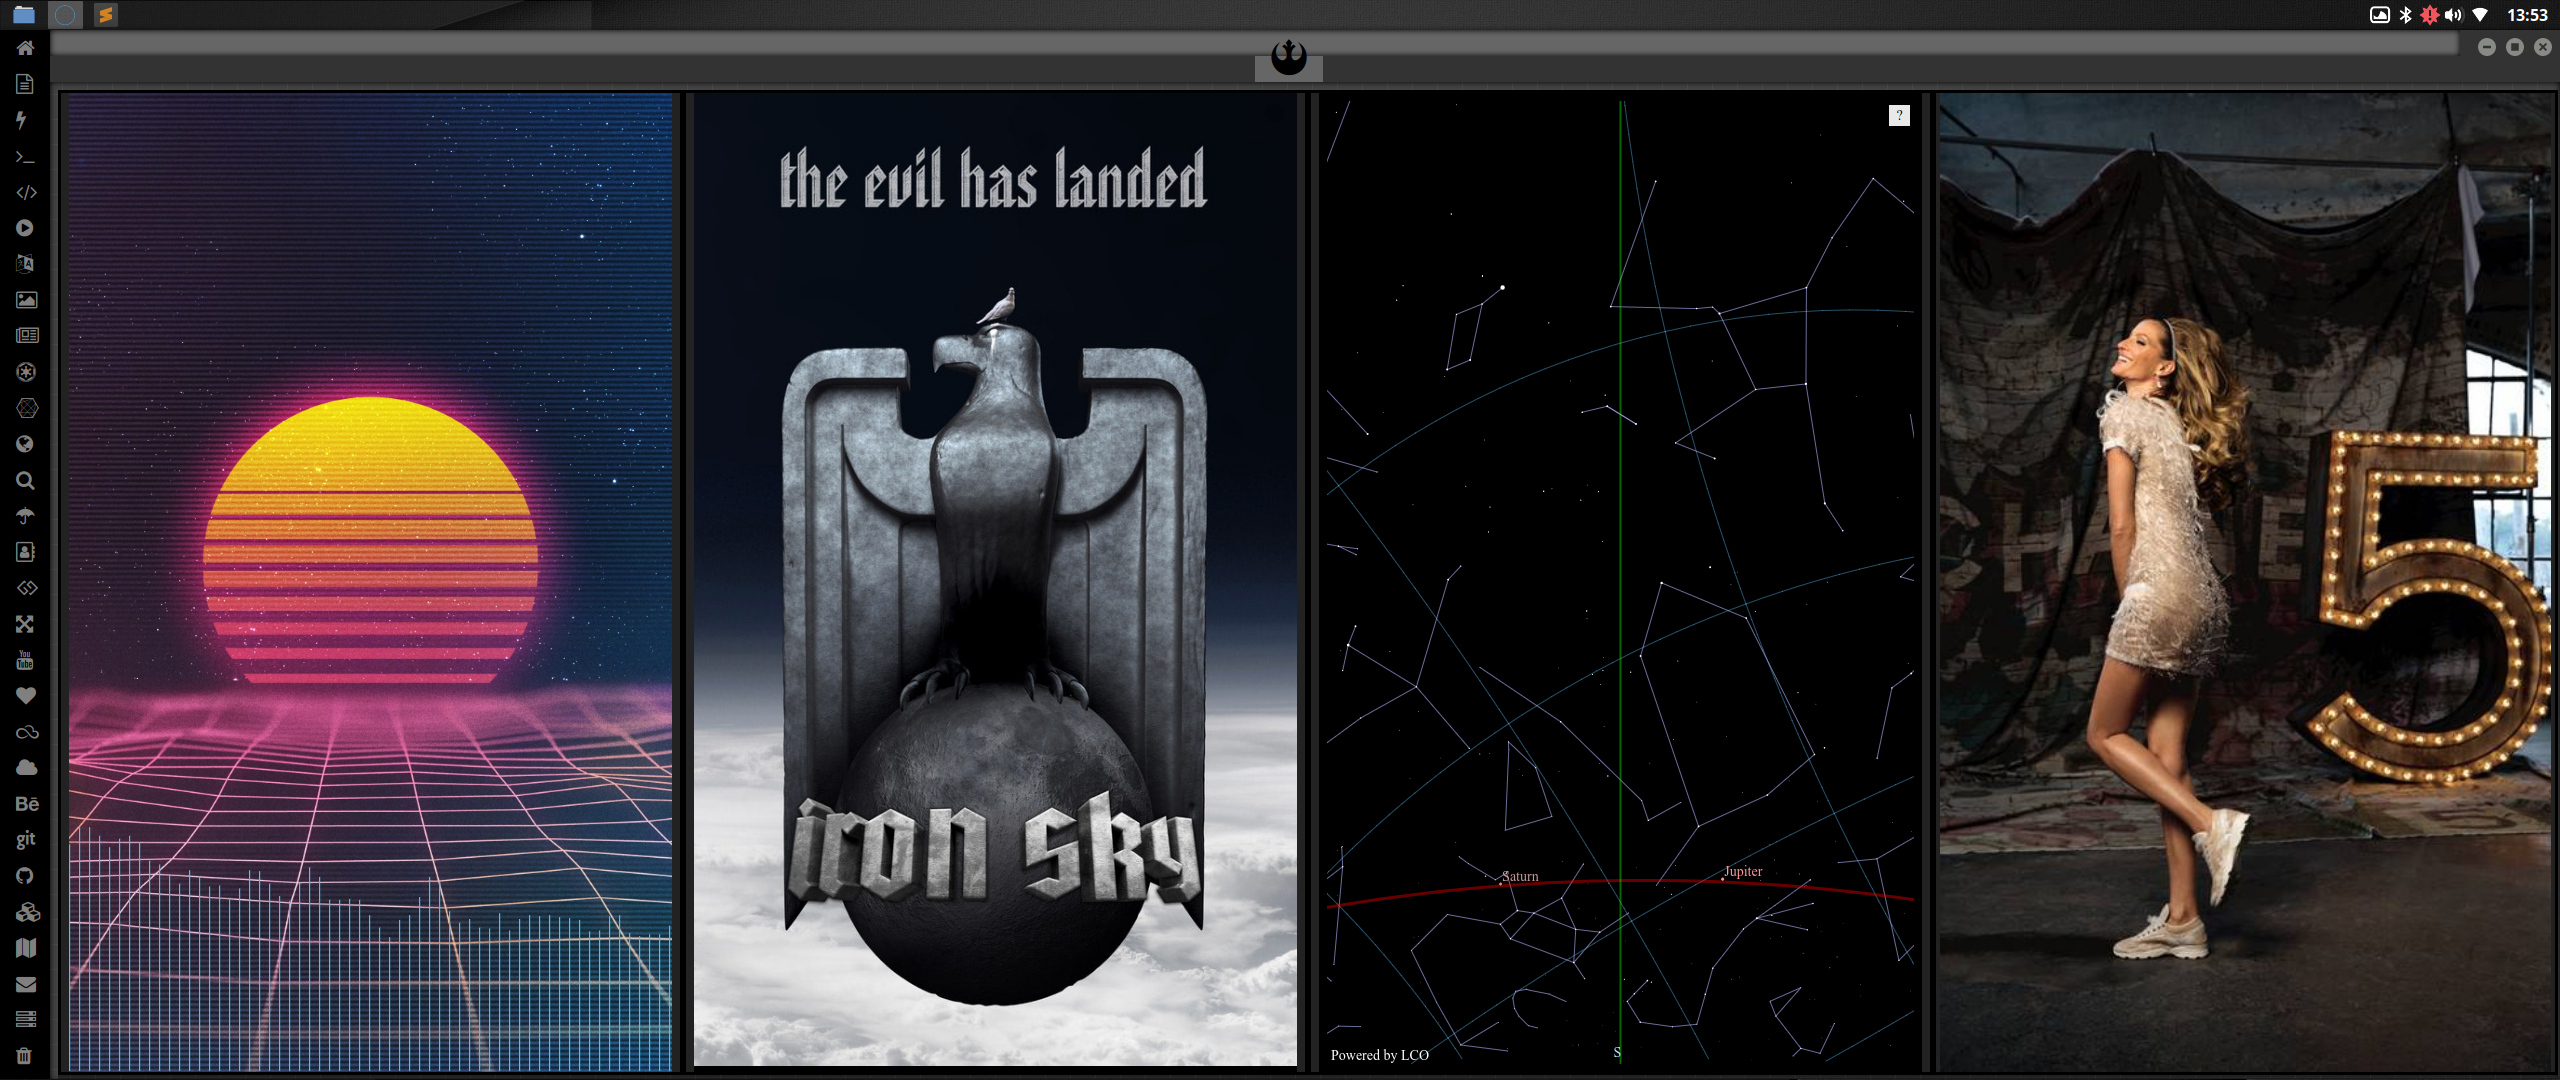 13:53
the evil has landed
iron sky
?
Saturn
Jupiter
S
Powered by LCO
5
You
Tube
Bē
git